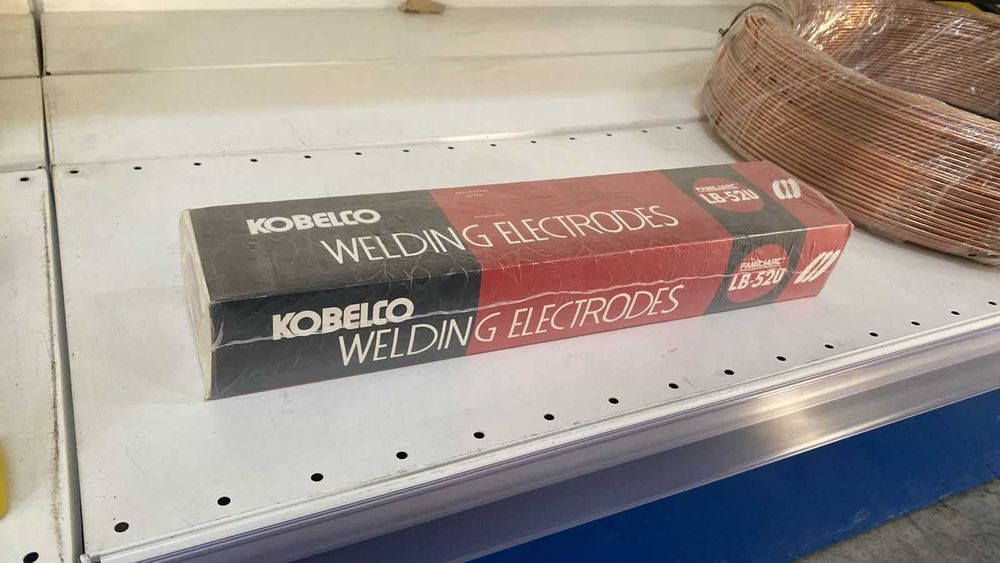 KOBELCO
WELDING ELECTRODES
FAMILIARC
LB-52U
KOBELCO
WELDING ELECTRODES
FAMILIARC
LB-52U